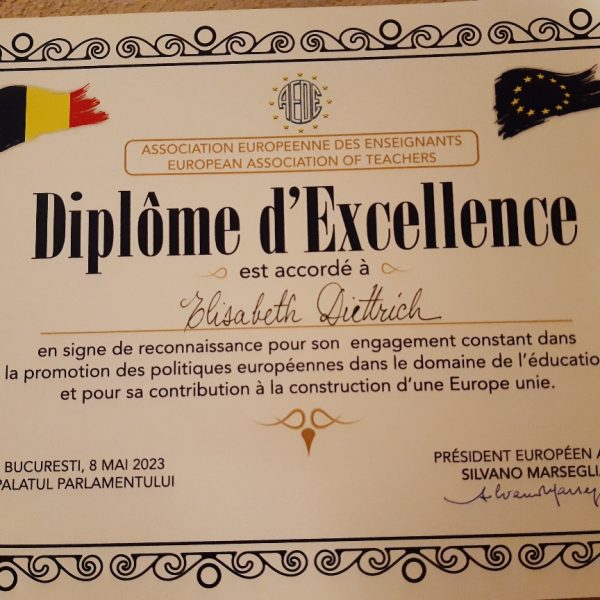 AEDE
ASSOCIATION EUROPEENNE DES ENSEIGNANTS
EUROPEAN ASSOCIATION OF TEACHERS
Diplôme d'Excellence
est accordé à
Elisabeth Diettrich
en signe de reconnaissance pour son engagement constant dans
la promotion des politiques européennes dans le domaine de l'éducatio
et pour sa contribution à la construction d'une Europe unie.
BUCURESTI, 8 MAI 2023
PALATUL PARLAMENTULUI
PRÉSIDENT EUROPÉEN A
SILVANO MARSEGLI